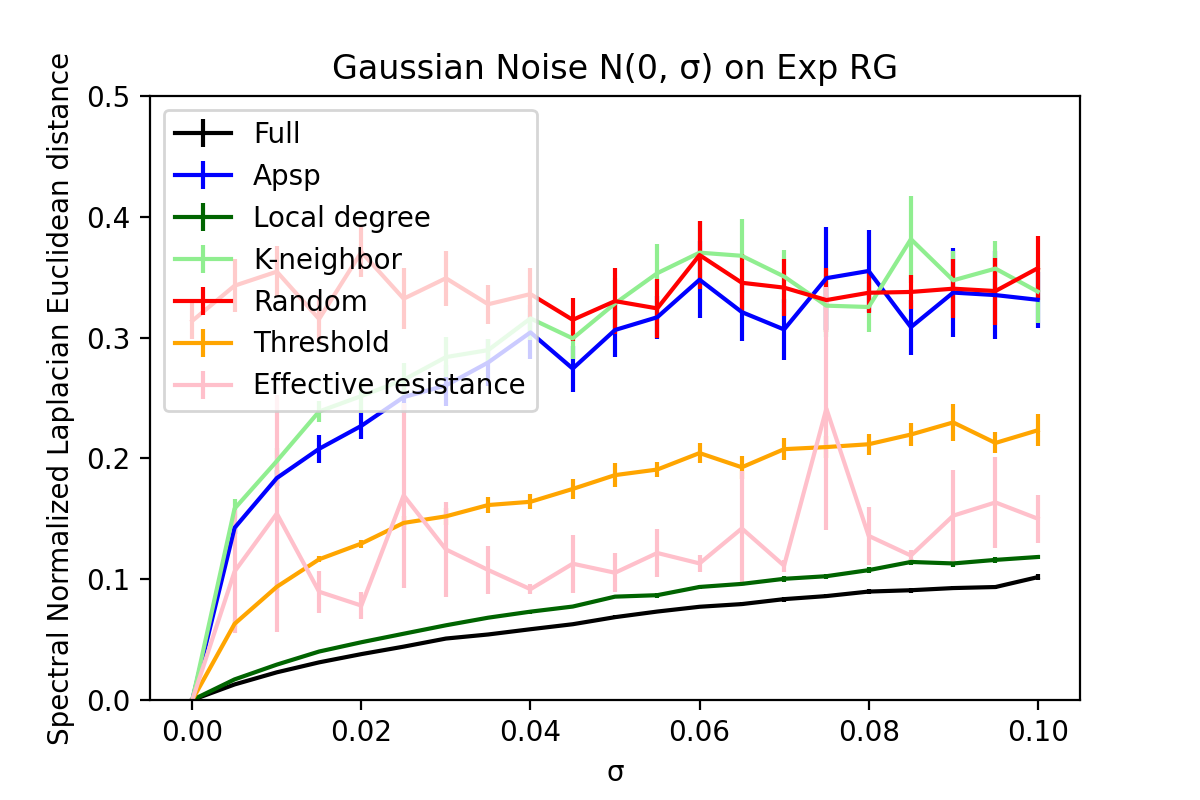 Gaussian Noise N(0, σ) on Exp RG
Spectral Normalized Laplacian Euclidean distance
0.5
0.4
0.3
0.2
0.1
0.0
Full
Apsp
Local degree
K-neighbor
Random
Threshold
Effective resistance
0.00 0.02 0.04 0.06 0.08 0.10
σ